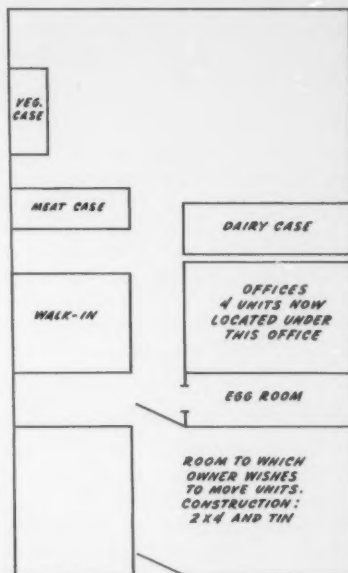 VEG.
CASE
MEAT CASE
DAIRY CASE
WALK-IN
OFFICES
4 UNITS NOW
LOCATED UNDER
THIS OFFICE
EGG ROOM
ROOM TO WHICH
OWNER WISHES
TO MOVE UNITS.
CONSTRUCTION:
2X4 AND TIN